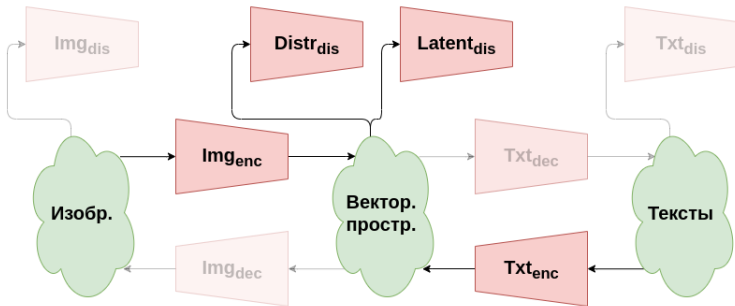 Img_dis
Distr_dis
Latent_dis
Txt_dis
Img_enc
Txt_dec
Изобр.
Вектор.
простр.
Тексты
Img_dec
Txt_enc